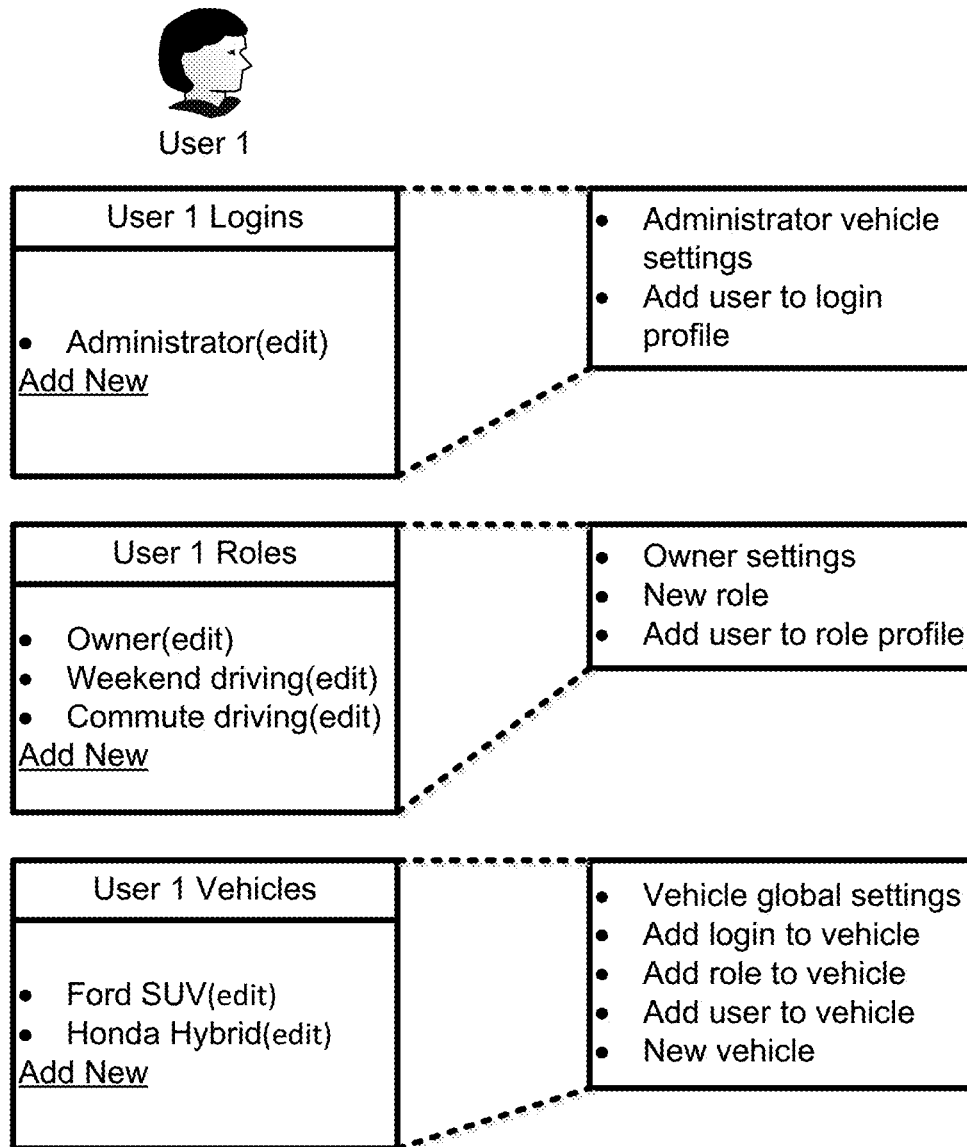 User 1
User 1 Logins
• Administrator(edit)
Add New
• Administrator vehicle
settings
• Add user to login
profile
User 1 Roles
• Owner(edit)
• Weekend driving(edit)
• Commute driving(edit)
Add New
• Owner settings
• New role
• Add user to role profile
User 1 Vehicles
• Ford SUV(edit)
• Honda Hybrid(edit)
Add New
• Vehicle global settings
• Add login to vehicle
• Add role to vehicle
• Add user to vehicle
• New vehicle